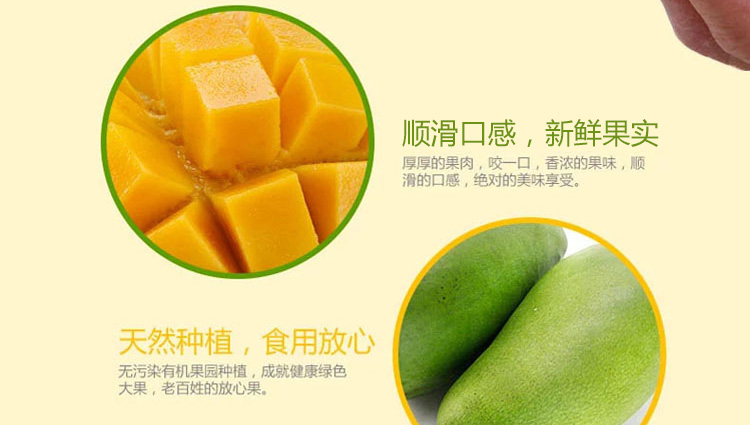 顺滑口感，新鲜果实
厚厚的果肉，咬一口，香浓的果味，顺
滑的口感，绝对的美味享受。
天然种植，食用放心
无污染有机果园种植，成就健康绿色
大果，老百姓的放心果。